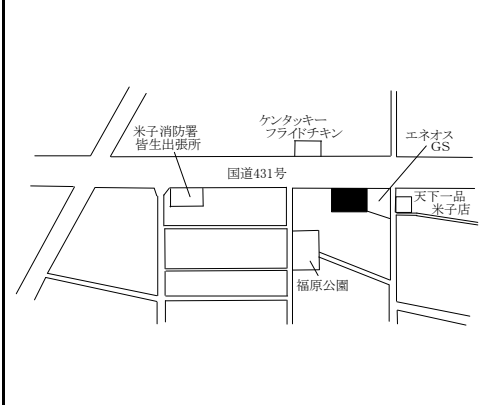 ケンタッキー
フライドチキン
米子消防署
皆生出張所
エネオス
GS
国道431号
天下一品
米子店
福原公園